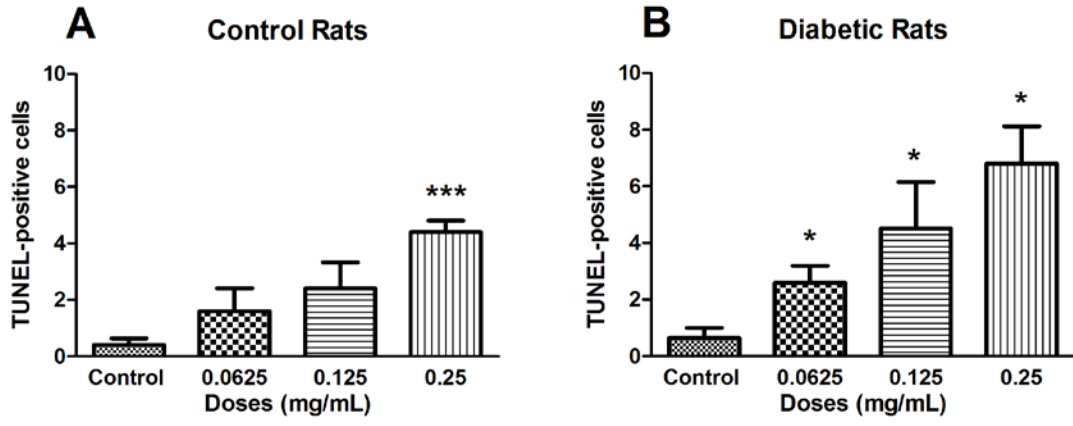 A Control Rats
TUNEL-positive cells
10
8
6
4
2
0
***
Control 0.0625 0.125 0.25
Doses (mg/mL)
B Diabetic Rats
TUNEL-positive cells
10
8
6
4
2
0
* * *
Control 0.0625 0.125 0.25
Doses (mg/mL)